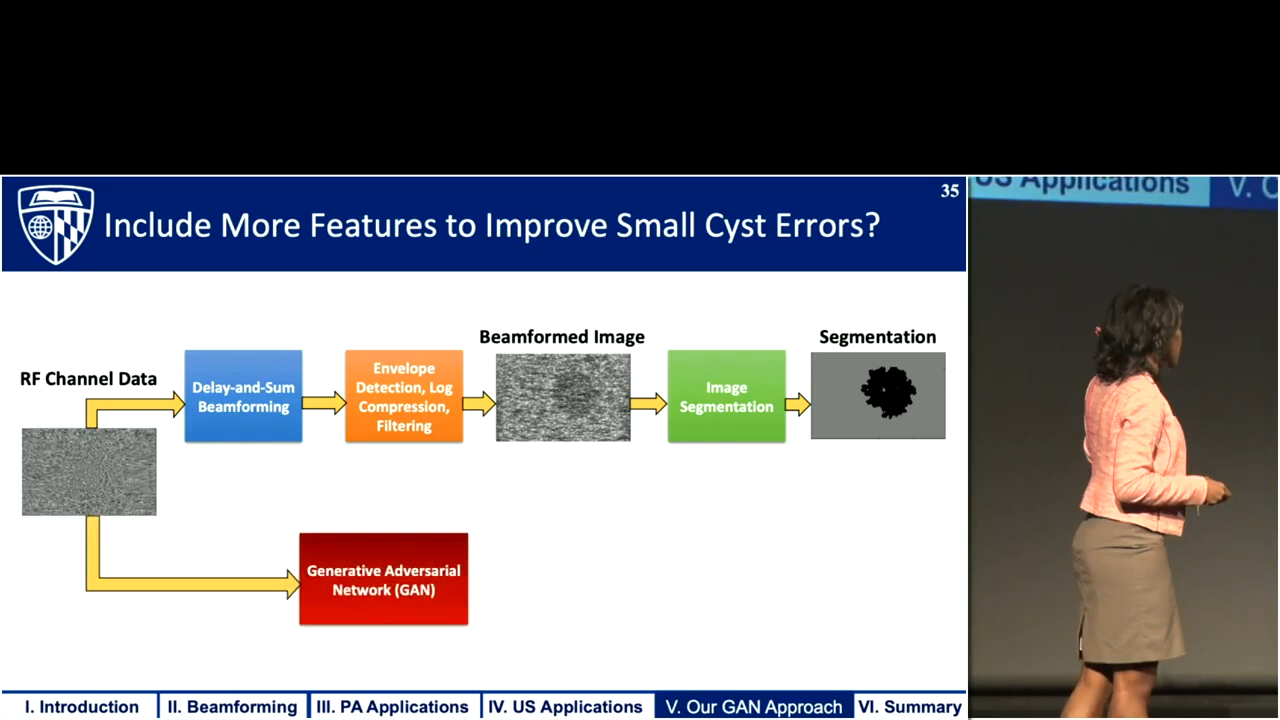 35
Include More Features to Improve Small Cyst Errors?
RF Channel Data
Delay-and-Sum
Beamforming
Envelope
Detection, Log
Compression,
Filtering
Beamformed Image
Image
Segmentation
Segmentation
Generative Adversarial
Network (GAN)
I. Introduction
II. Beamforming
III. PA Applications
IV. US Applications
V. Our GAN Approach
VI. Summary
US Applications
V. O